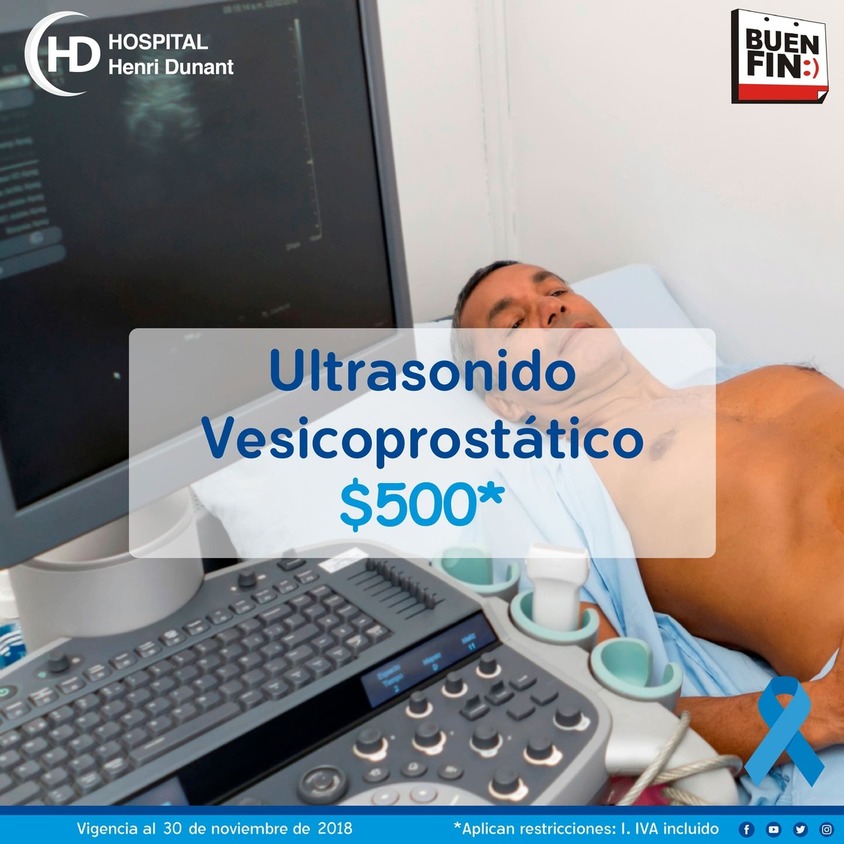 HD HOSPITAL
Henri Dunant
BUEN
FIN:)
Ultrasonido
Vesicoprostático
$500*
Vigencia al 30 de noviembre de 2018
*Aplican restricciones: I. IVA incluido